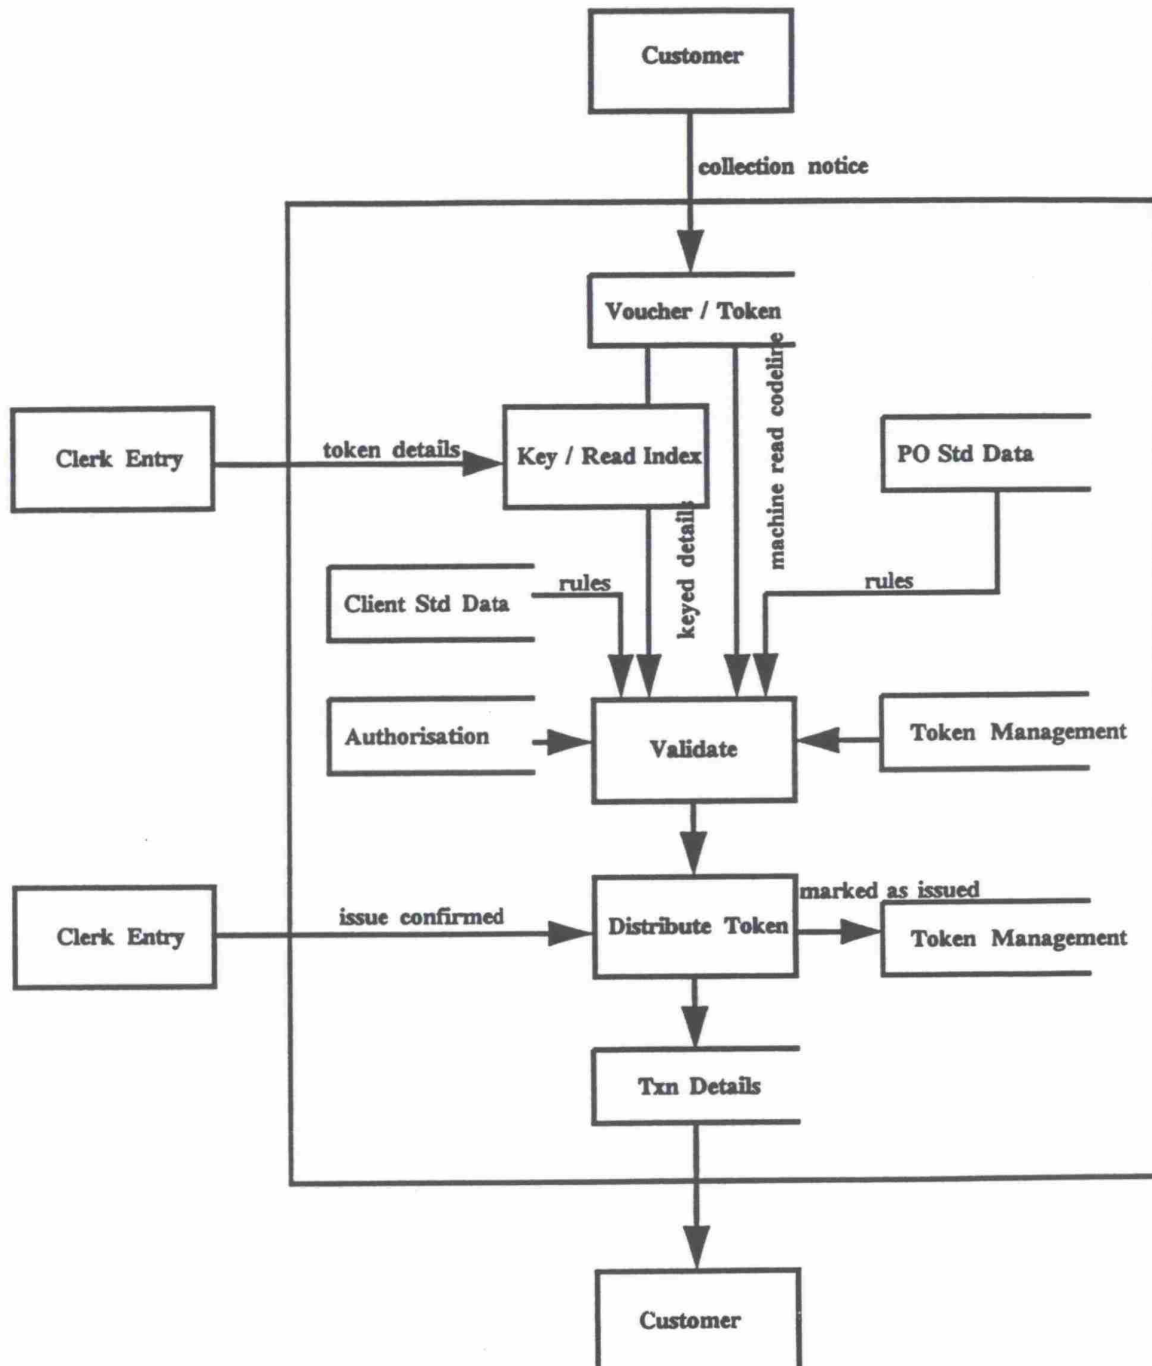 Customer
collection notice
Voucher / Token
machine read codeline
Clerk Entry
token details
Key / Read Index
PO Std Data
keyed details
Client Std Data
rules
rules
Authorisation
Validate
Token Management
Clerk Entry
issue confirmed
Distribute Token
marked as issued
Token Management
Txn Details
Customer